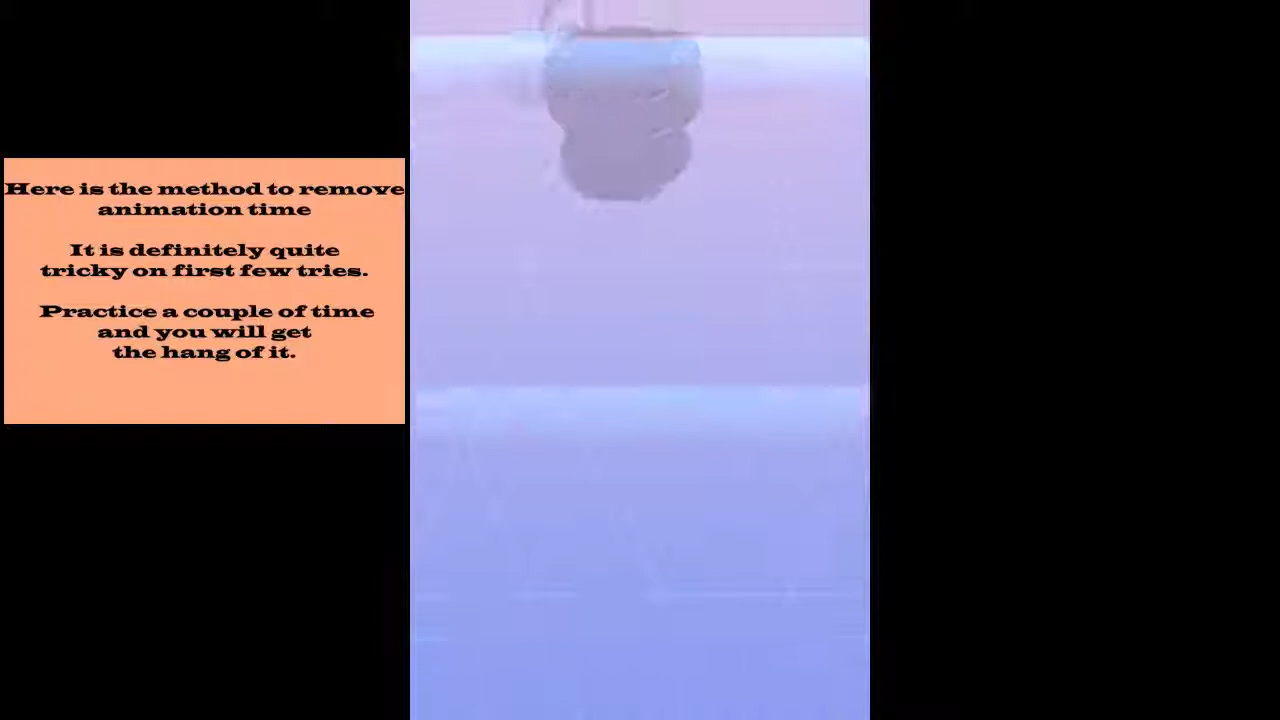 Here is the method to remove
animation time
It is definitely quite
tricky on first few tries.
Practice a couple of time
and you will get
the hang of it.